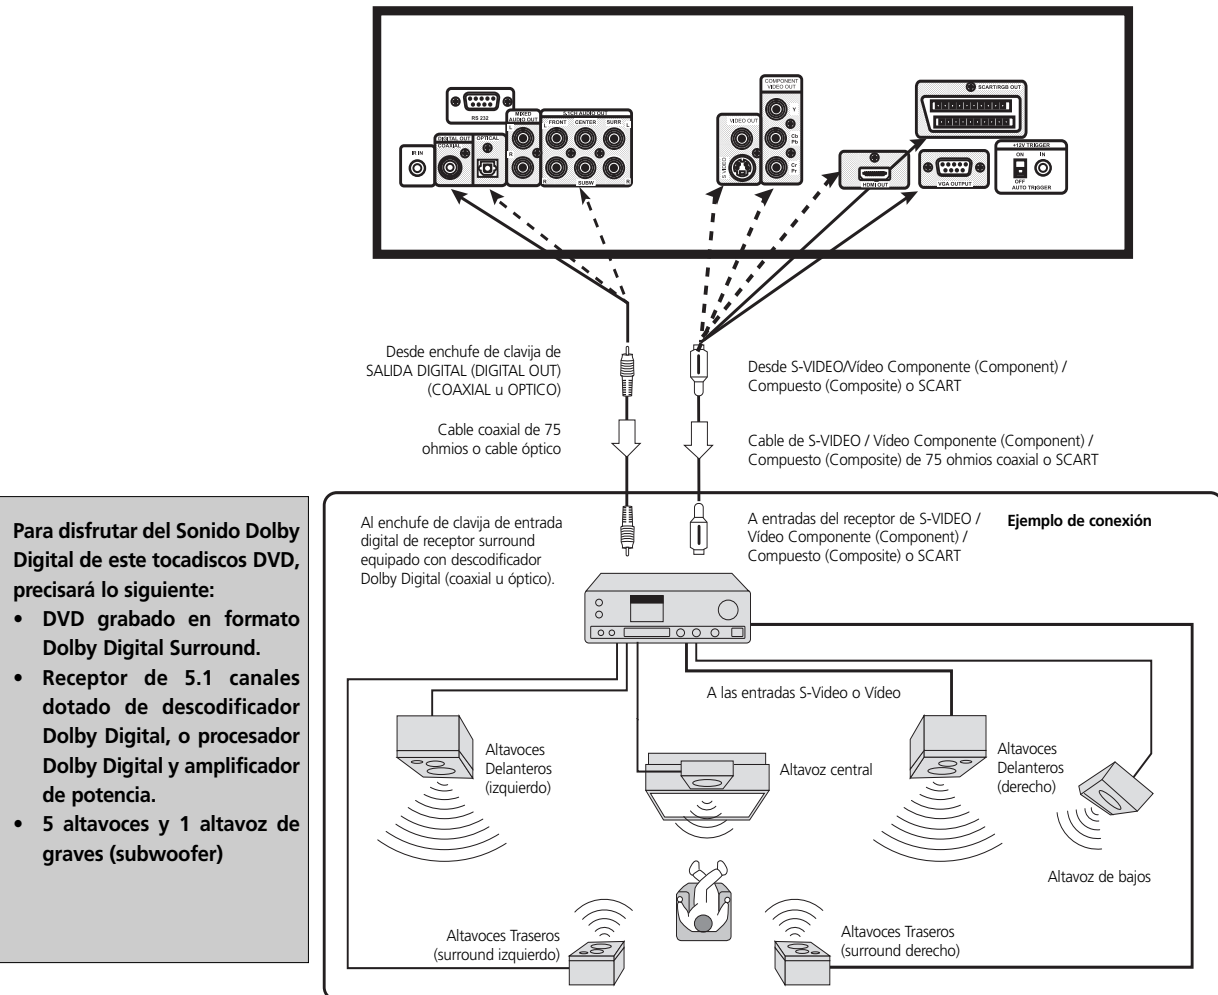 COMPONENT
VIDEO OUT
SCART/RGB OUT
RS 232
MIXED
AUDIO OUT
5.1CH AUDIO OUT
FRONT CENTER SURR
L
L
L
VIDEO OUT
Y
DIGITAL OUT
COAXIAL
OPTICAL
Cb
Pb
+12V TRIGGER
ON IN
IR IN
R
S VIDEO
Cr
Pr
R
SUBW
R
HDMI OUT
VGA OUTPUT
OFF
AUTO TRIGGER
Desde enchufe de clavija de
SALIDA DIGITAL (DIGITAL OUT)
(COAXIAL u OPTICO)
Desde S-VIDEO/Vídeo Componente (Component) /
Compuesto (Composite) o SCART
Cable coaxial de 75
ohmios o cable óptico
Cable de S-VIDEO / Vídeo Componente (Component) /
Compuesto (Composite) de 75 ohmios coaxial o SCART
Para disfrutar del Sonido Dolby
Digital de este tocadiscos DVD,
precisará lo siguiente:
• DVD grabado en formato
Dolby Digital Surround.
• Receptor de 5.1 canales
dotado de descodificador
Dolby Digital, o procesador
Dolby Digital y amplificador
de potencia.
• 5 altavoces y 1 altavoz de
graves (subwoofer)
Al enchufe de clavija de entrada
digital de receptor surround
equipado con descodificador
Dolby Digital (coaxial u óptico).
A entradas del receptor de S-VIDEO /
Vídeo Componente (Component) /
Compuesto (Composite) o SCART
Ejemplo de conexión
A las entradas S-Video o Vídeo
Altavoces
Delanteros
(izquierdo)
Altavoz central
Altavoces
Delanteros
(derecho)
Altavoz de bajos
Altavoces Traseros
(surround izquierdo)
Altavoces Traseros
(surround derecho)